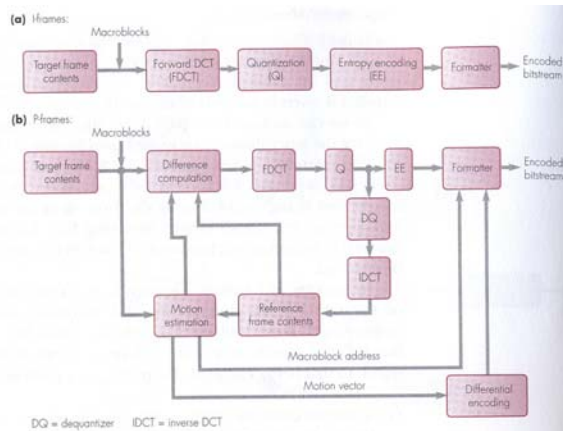 (a) I-frames:
Macroblocks
Target frame
contents
Forward DCT
(FDCT)
Quantization
(Q)
Entropy encoding
(EE)
Formatter
Encoded
bitstream
(b) P-frames:
Macroblocks
Target frame
contents
Difference
computation
FDCT
Q
EE
Formatter
Encoded
bitstream
DQ
IDCT
Motion
estimation
Reference
frame contents
Macroblock address
Motion vector
Differential
encoding
DQ = dequantizer IDCT = inverse DCT